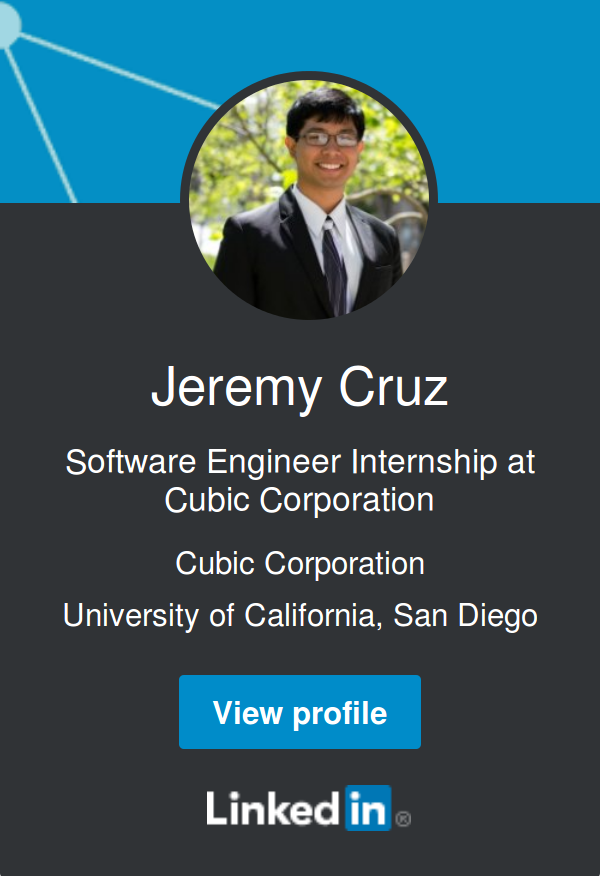 Jeremy Cruz
Software Engineer Internship at
Cubic Corporation
Cubic Corporation
University of California, San Diego
View profile
Linkedin®